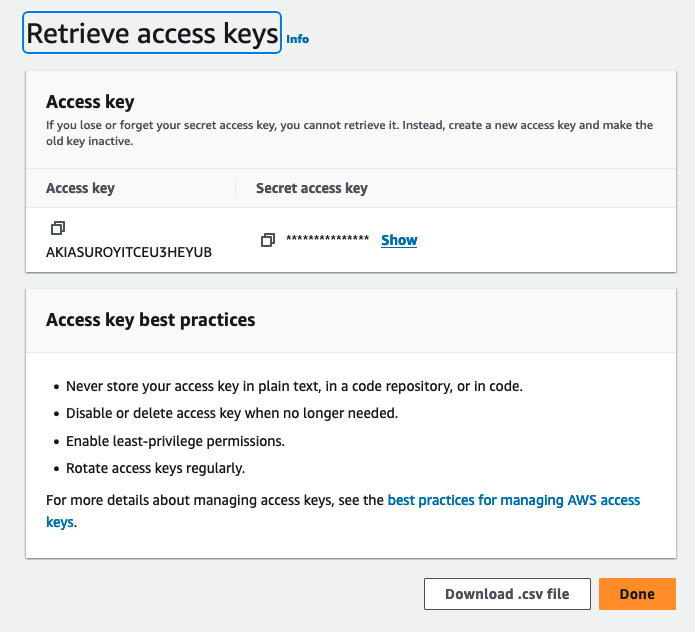 Retrieve access keys Info
Access key
If you lose or forget your secret access key, you cannot retrieve it. Instead, create a new access key and make the
old key inactive.
Access key Secret access key
*************** Show
AKIASUROYITCEU3HEYUB
Access key best practices
• Never store your access key in plain text, in a code repository, or in code.
• Disable or delete access key when no longer needed.
• Enable least-privilege permissions.
• Rotate access keys regularly.
For more details about managing access keys, see the best practices for managing AWS access
keys.
Download .csv file Done